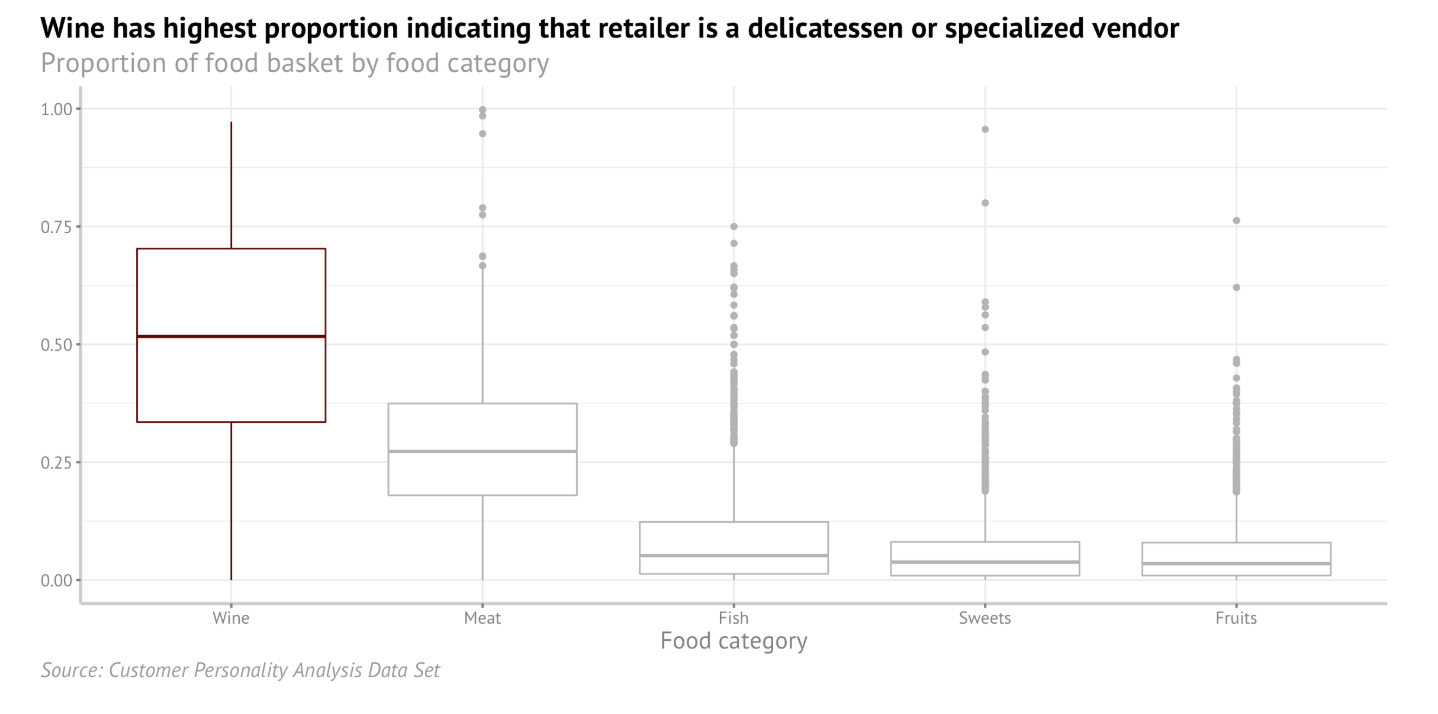 Wine has highest proportion indicating that retailer is a delicatessen or specialized vendor
Proportion of food basket by food category
1.00
0.75
0.50
0.25
0.00
Wine Meat Fish Sweets Fruits
Food category
Source: Customer Personality Analysis Data Set